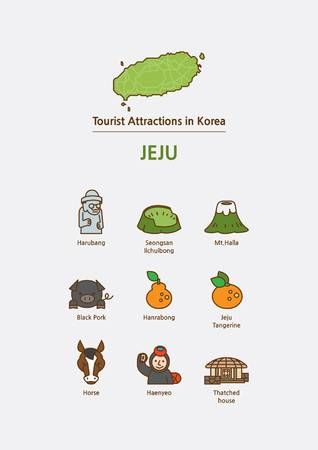 Tourist Attractions in Korea
JEJU
Harubang
Seongsan
Ilchulbong
Mt.Halla
Black Pork
Hanrabong
Jeju
Tangerine
Horse
Haenyeo
Thatched
house